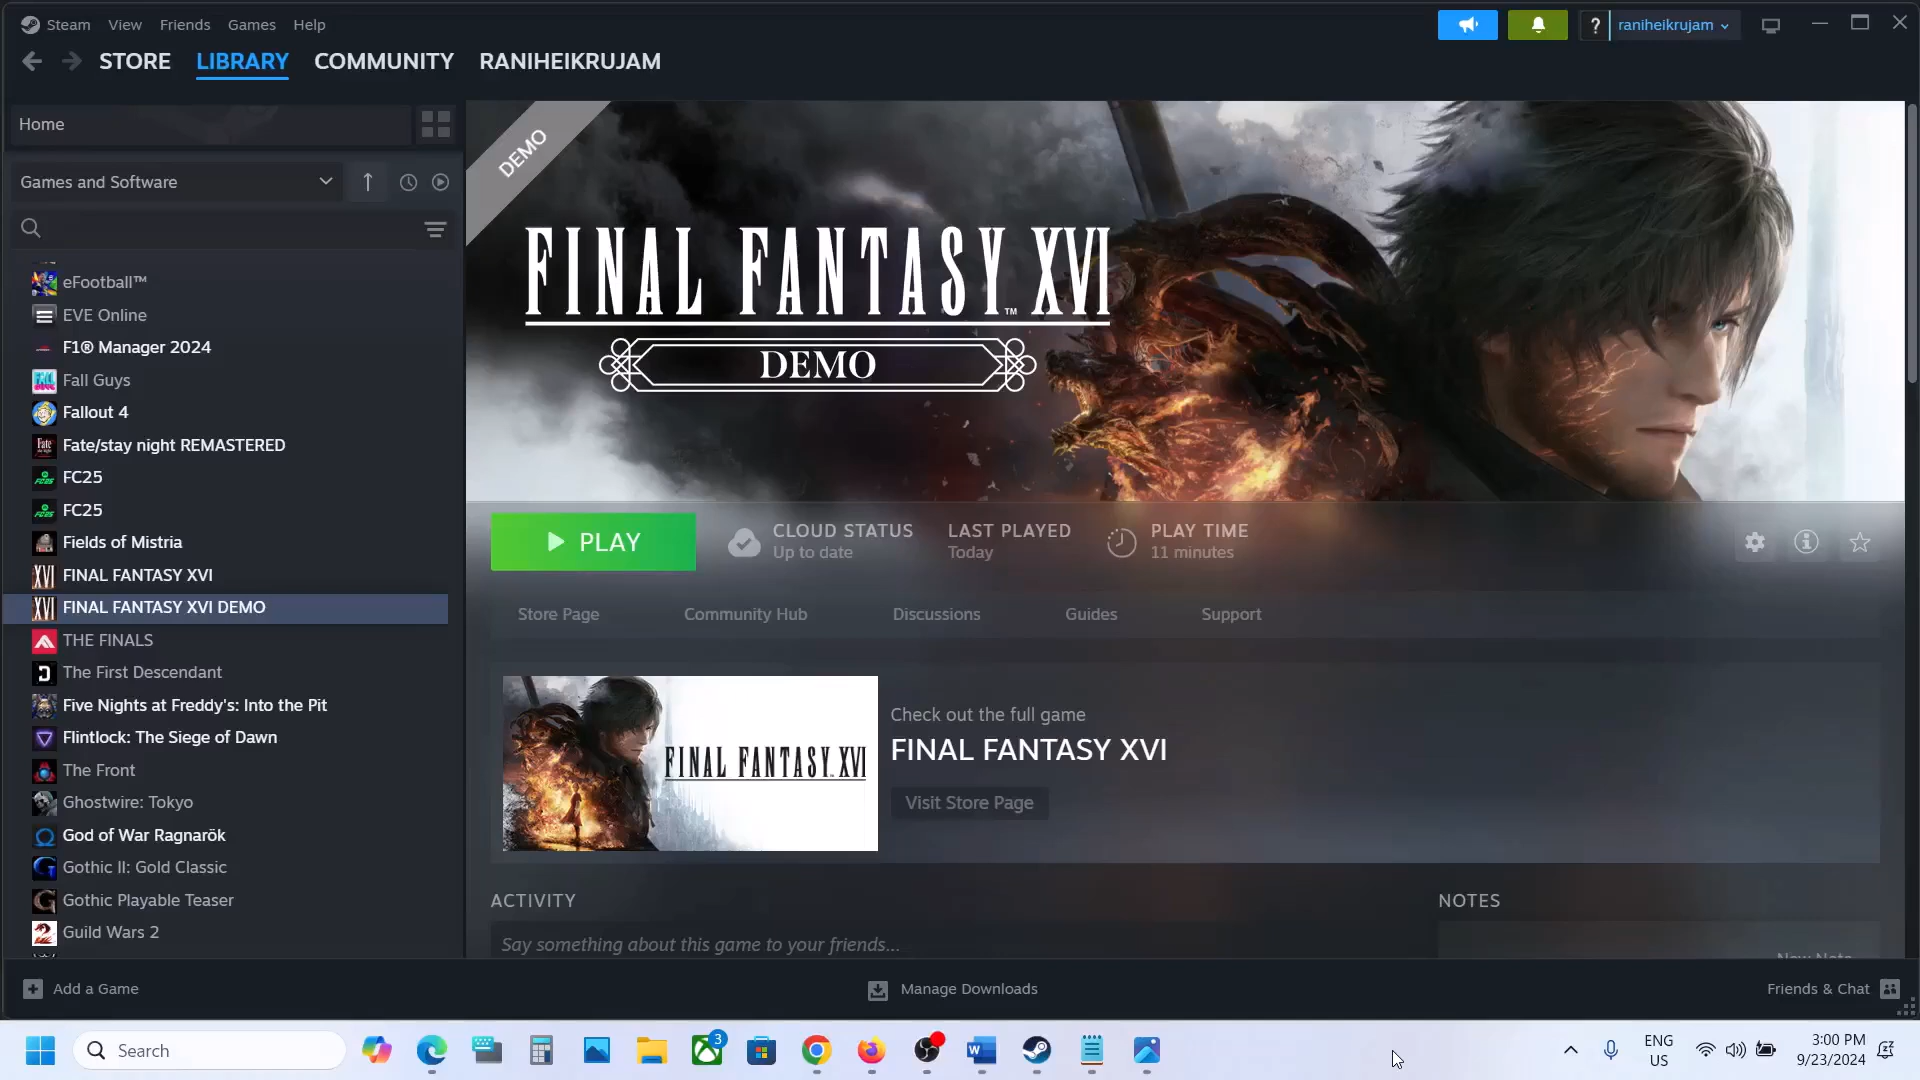 Steam View Friends Games Help
? raniheikrujam
STORE LIBRARY COMMUNITY RANIHEIKRUJAM
Home
Games and Software
eFootball™
EVE Online
F1® Manager 2024
Fall Guys
Fallout 4
Fate/stay night REMASTERED
FC25
FC25
Fields of Mistria
FINAL FANTASY XVI
FINAL FANTASY XVI DEMO
THE FINALS
The First Descendant
Five Nights at Freddy's: Into the Pit
Flintlock: The Siege of Dawn
The Front
Ghostwire: Tokyo
God of War Ragnarök
Gothic II: Gold Classic
Gothic Playable Teaser
Guild Wars 2
DEMO
FINAL FANTASY™ XVI
DEMO
PLAY
CLOUD STATUS
Up to date
LAST PLAYED
Today
PLAY TIME
11 minutes
Store Page Community Hub Discussions Guides Support
FINAL FANTASY XVI
Check out the full game
FINAL FANTASY XVI
Visit Store Page
ACTIVITY
Say something about this game to your friends...
NOTES
New Note
Add a Game
Manage Downloads
Friends & Chat
Search
3
ENG
US
3:00 PM
9/23/2024